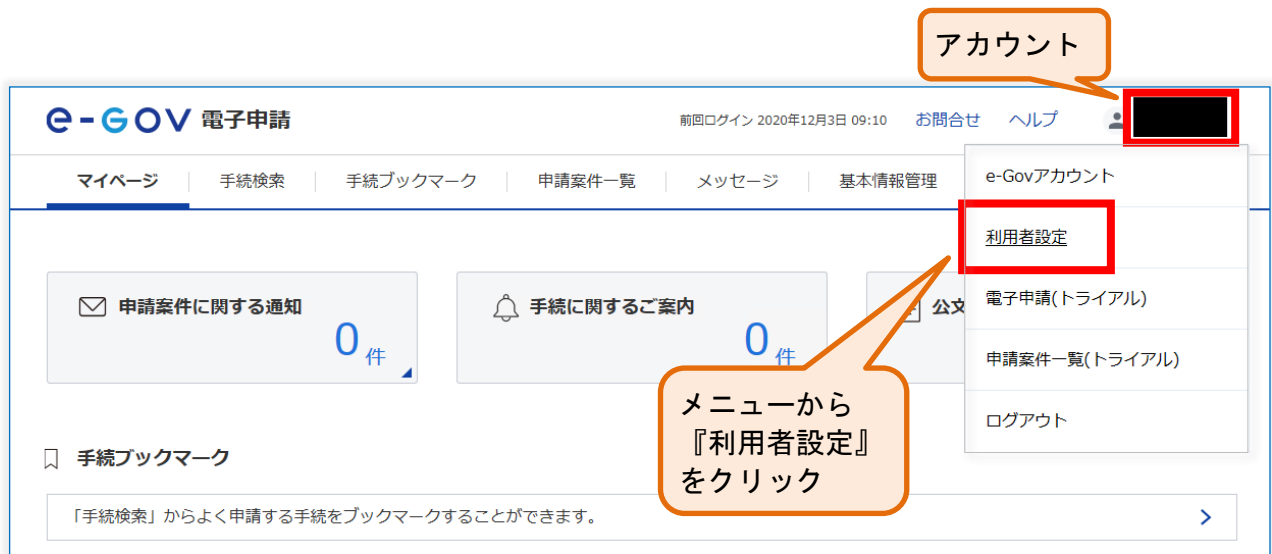 アカウント
e-GOV 電子申請
前回ログイン 2020年12月3日 09:10 お問合せ ヘルプ
マイページ 手続検索 手続ブックマーク 申請案件一覧 メッセージ 基本情報管理
e-Govアカウント
利用者設定
電子申請(トライアル)
申請案件一覧(トライアル)
ログアウト
申請案件に関する通知
0 件
手続に関するご案内
0 件
公文
メニューから
『利用者設定』
をクリック
手続ブックマーク
「手続検索」からよく申請する手続をブックマークすることができます。